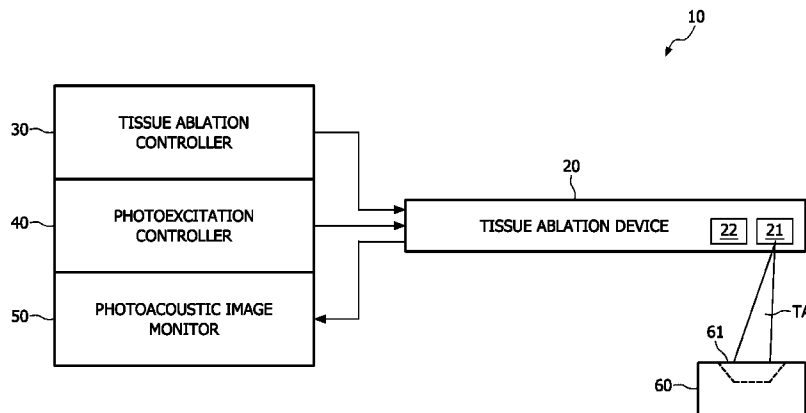 10
30
TISSUE ABLATION
CONTROLLER
20
40
PHOTOEXCITATION
CONTROLLER
TISSUE ABLATION DEVICE
22
21
50
PHOTOACOUSTIC IMAGE
MONITOR
TA
61
60